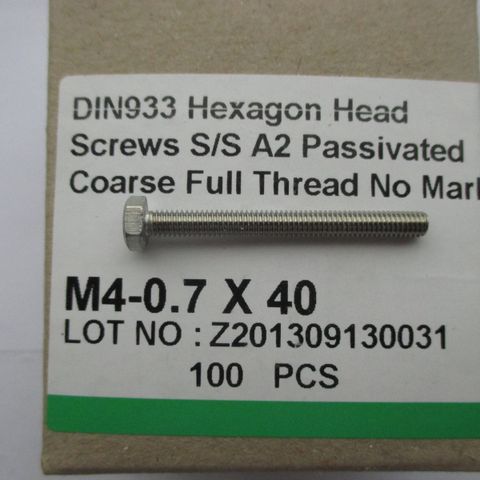 DIN933 Hexagon Head
Screws S/S A2 Passivated
Coarse Full Thread No Mark
M4-0.7 X 40
LOT NO : Z201309130031
100 PCS